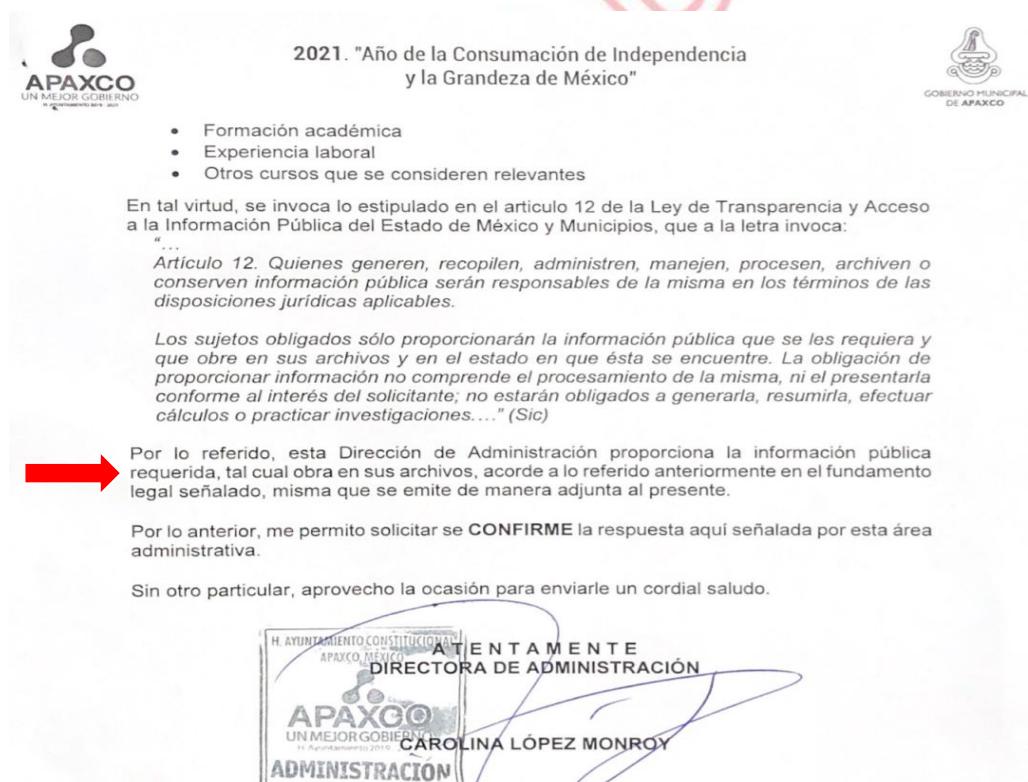 2021. "Año de la Consumación de Independencia
y la Grandeza de México"
APAXCO
UN MEJOR GOBIERNO
H. AYUNTAMIENTO 2019 - 2021
GOBIERNO MUNICIPAL
DE APAXCO
• Formación académica
• Experiencia laboral
• Otros cursos que se consideren relevantes
En tal virtud, se invoca lo estipulado en el articulo 12 de la Ley de Transparencia y Acceso
a la Información Pública del Estado de México y Municipios, que a la letra invoca:
"...
Artículo 12. Quienes generen, recopilen, administren, manejen, procesen, archiven o
conserven información pública serán responsables de la misma en los términos de las
disposiciones jurídicas aplicables.
Los sujetos obligados sólo proporcionarán la información pública que se les requiera y
que obre en sus archivos y en el estado en que ésta se encuentre. La obligación de
proporcionar información no comprende el procesamiento de la misma, ni el presentarla
conforme al interés del solicitante; no estarán obligados a generarla, resumirla, efectuar
cálculos o practicar investigaciones...." (Sic)
Por lo referido, esta Dirección de Administración proporciona la información pública
requerida, tal cual obra en sus archivos, acorde a lo referido anteriormente en el fundamento
legal señalado, misma que se emite de manera adjunta al presente.
Por lo anterior, me permito solicitar se CONFIRME la respuesta aquí señalada por esta área
administrativa.
Sin otro particular, aprovecho la ocasión para enviarle un cordial saludo.
H. AYUNTAMIENTO CONSTITUCIONAL
APAXCO, MÉXICO
ATENTAMENTE
DIRECTORA DE ADMINISTRACIÓN
APAXCO
UN MEJOR GOBIERNO
H. Ayuntamiento 2019
CAROLINA LÓPEZ MONROY
ADMINISTRACIÓN